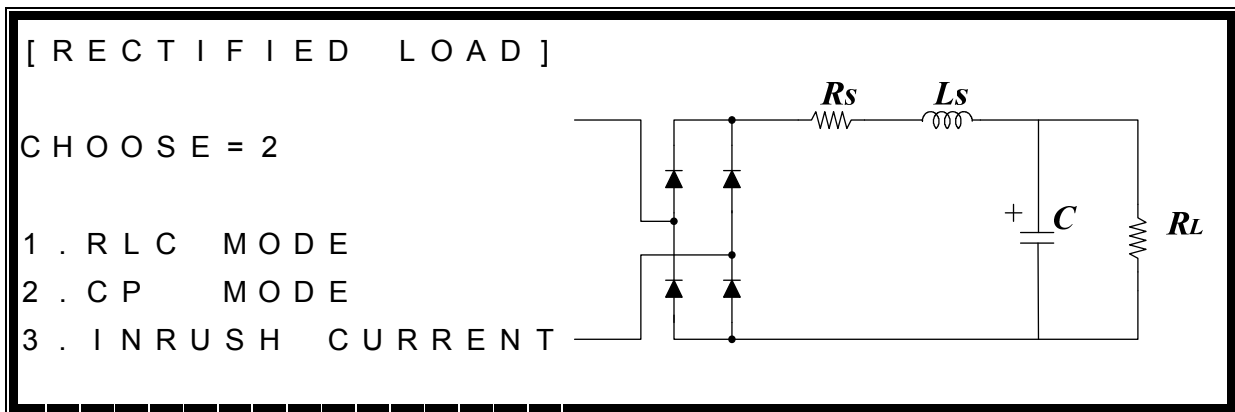 [RECTIFIED LOAD]
Rs Ls
CHOOSE=2
+ C RL
1.RLC MODE
2.CP MODE
3.INRUSH CURRENT